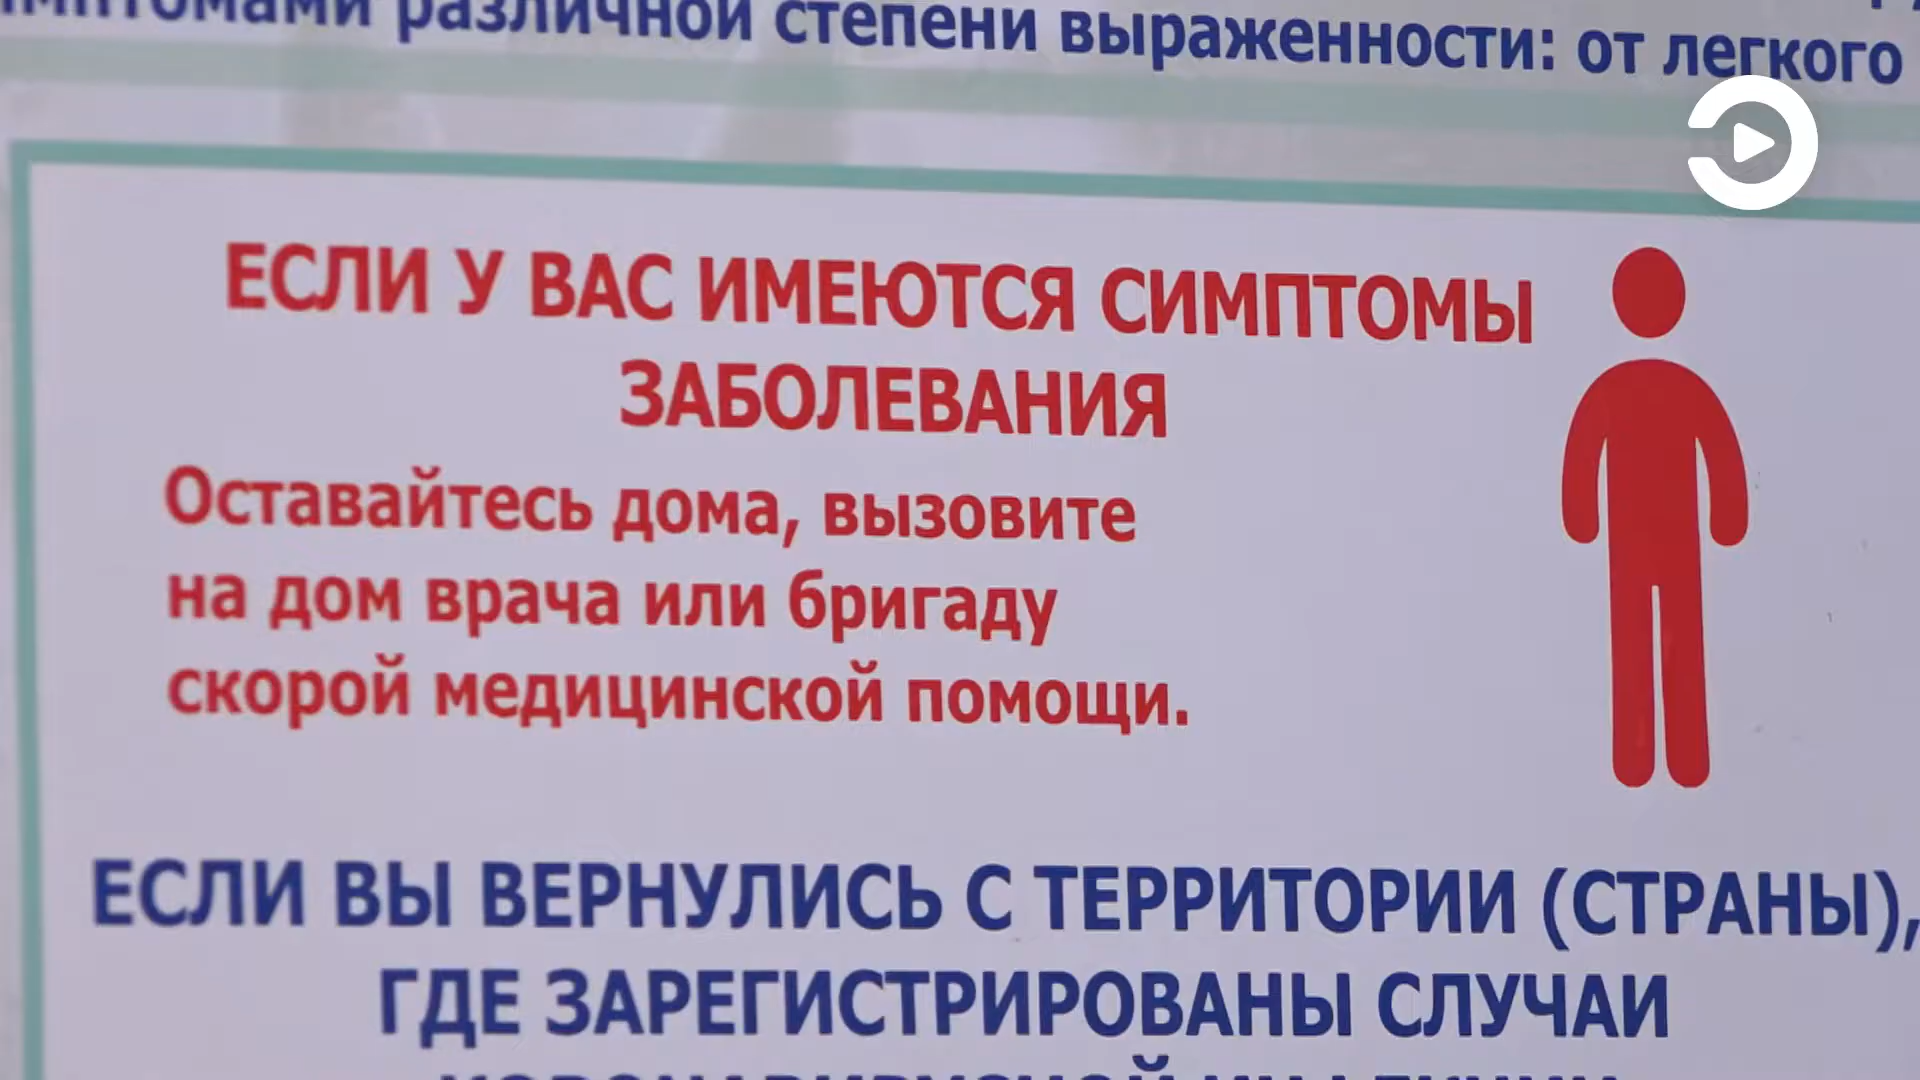 симптомами различной степени выраженности: от легкого
ЕСЛИ У ВАС ИМЕЮТСЯ СИМПТОМЫ
ЗАБОЛЕВАНИЯ
Оставайтесь дома, вызовите
на дом врача или бригаду
скорой медицинской помощи.
ЕСЛИ ВЫ ВЕРНУЛИСЬ С ТЕРРИТОРИИ (СТРАНЫ),
ГДЕ ЗАРЕГИСТРИРОВАНЫ СЛУЧАИ